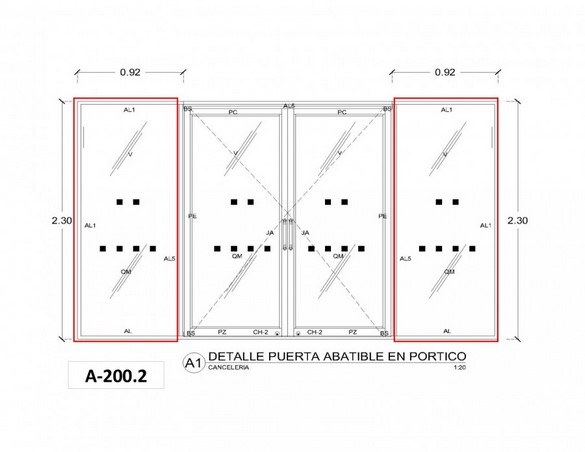 0.92 0.92
BS AL5 BS
AL1 PC PC AL1
V V V V
2.30 AL1 PE JA JA PE AL1 2.30
AL5 QM QM AL5
QM QM
AL BS PZ CH-2 CH-2 PZ BS AL
A1 DETALLE PUERTA ABATIBLE EN PORTICO
CANCELERIA 1:20
A-200.2